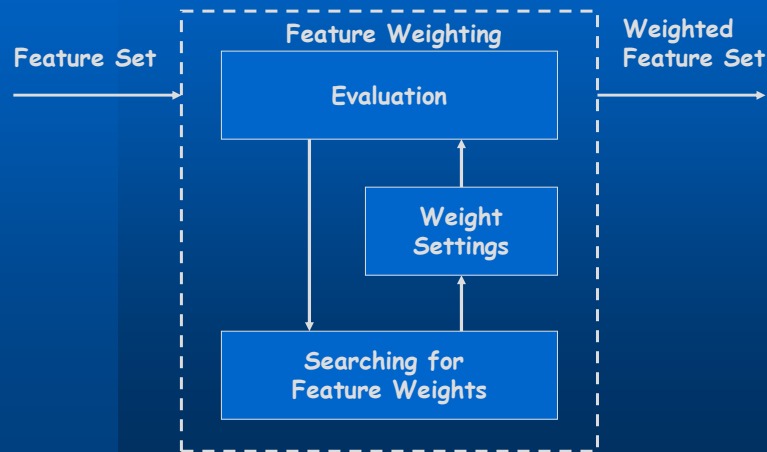 Feature Weighting
Feature Set
Weighted
Feature Set
Evaluation
Weight
Settings
Searching for
Feature Weights